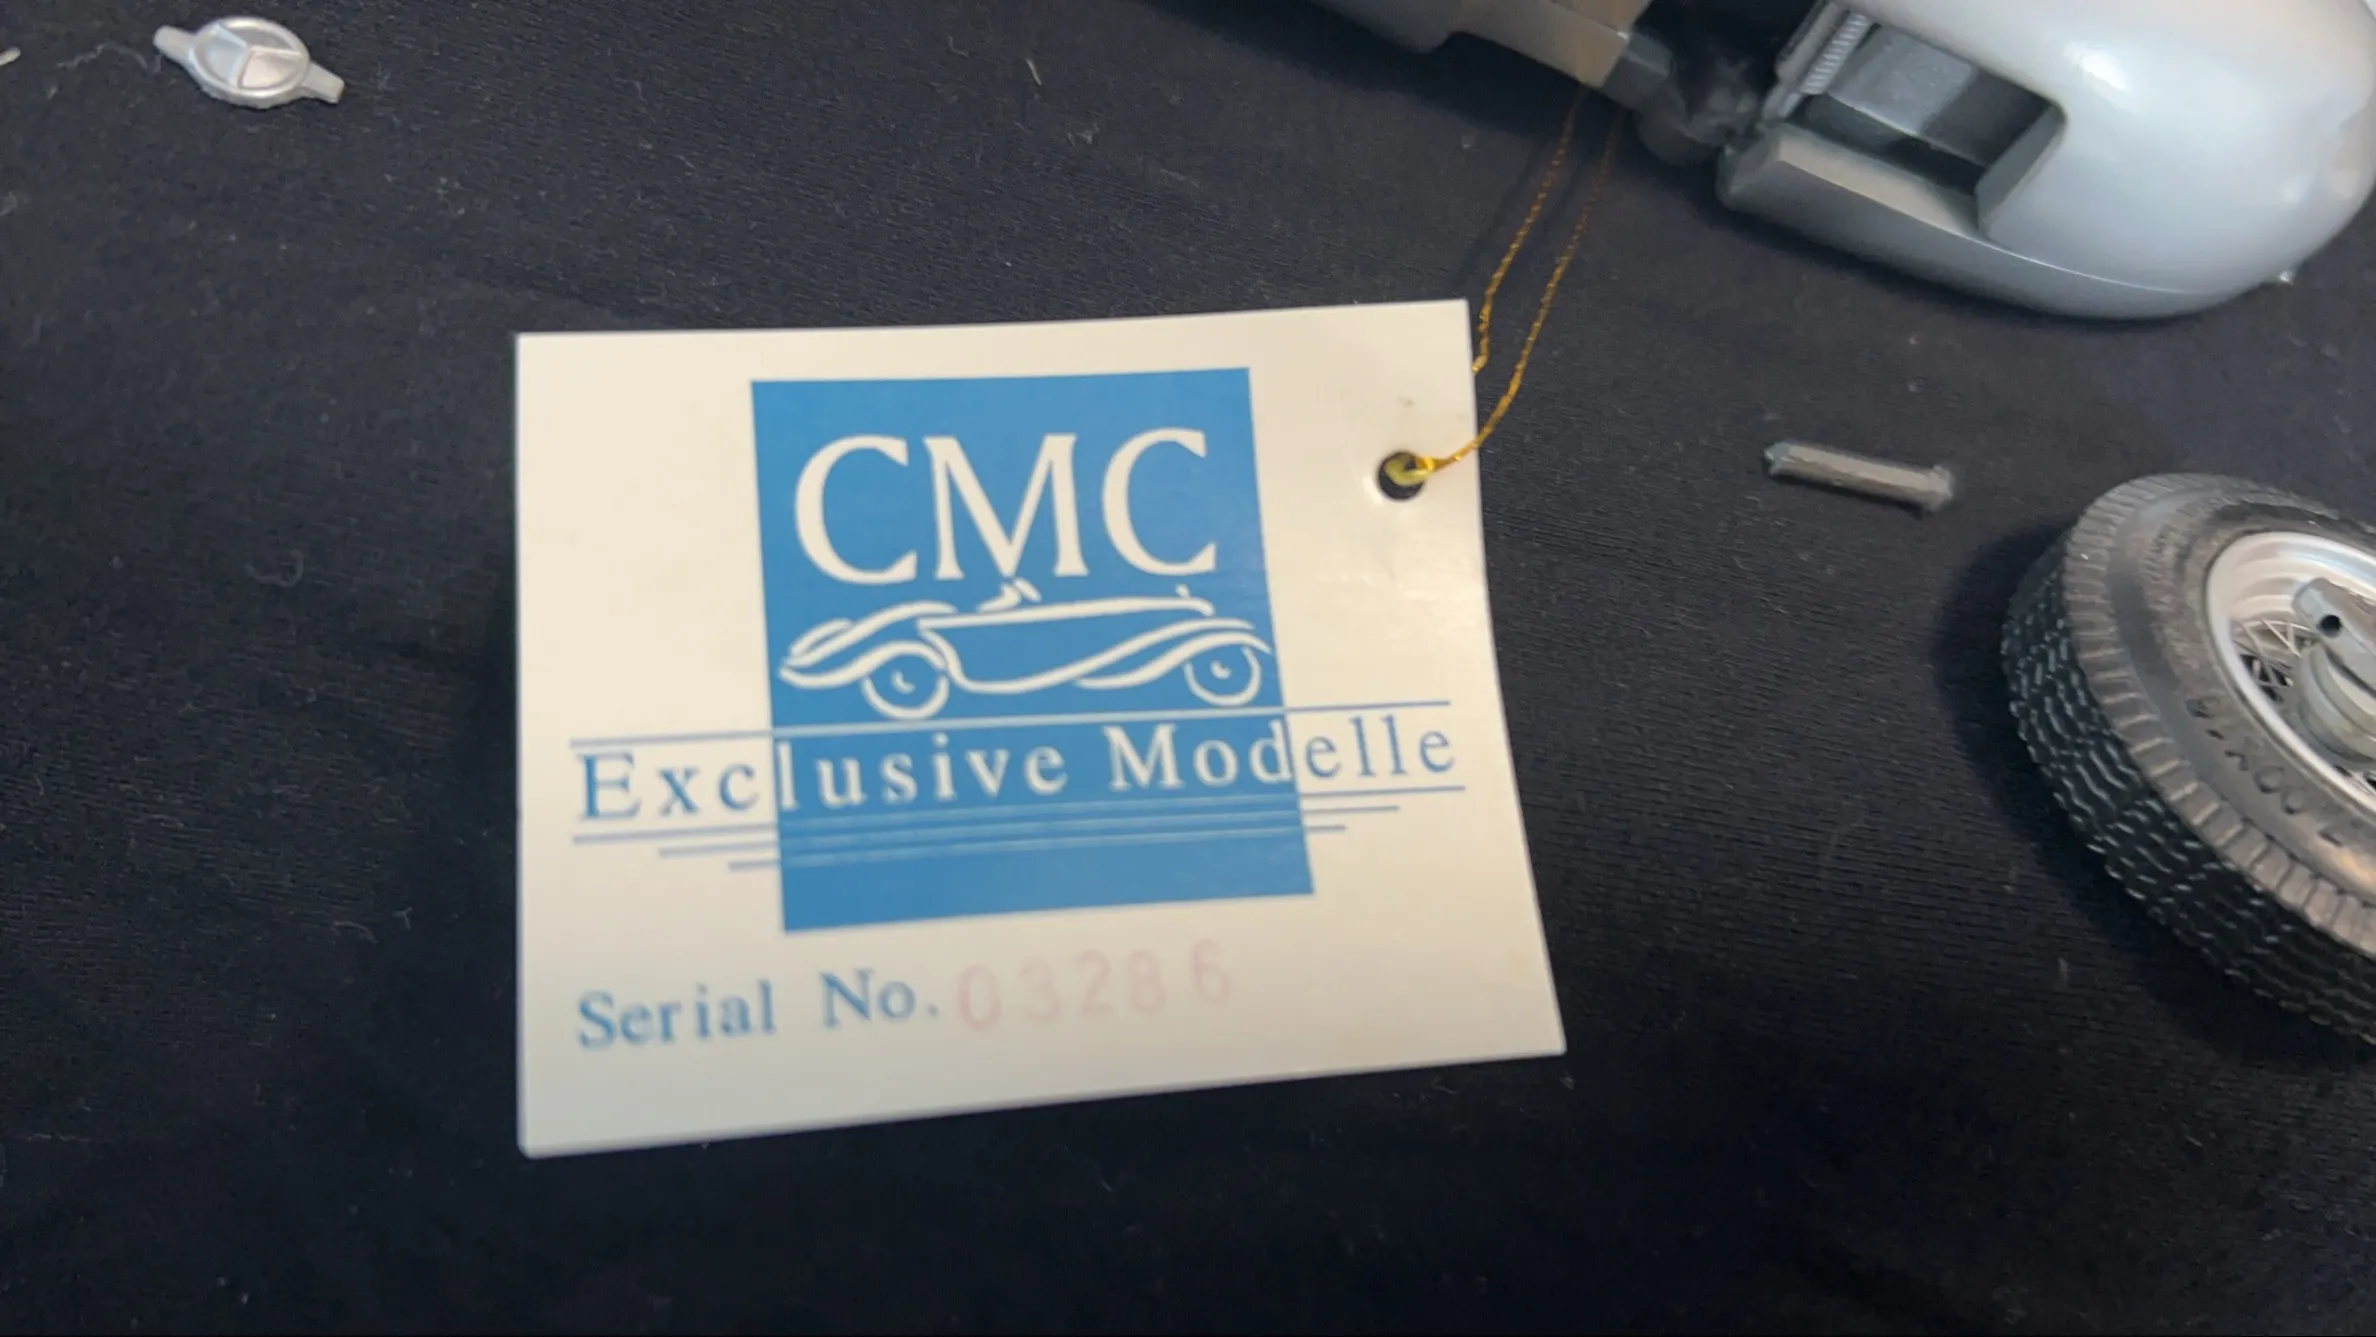 CMC
Exclusive Modelle
Serial No. 03286